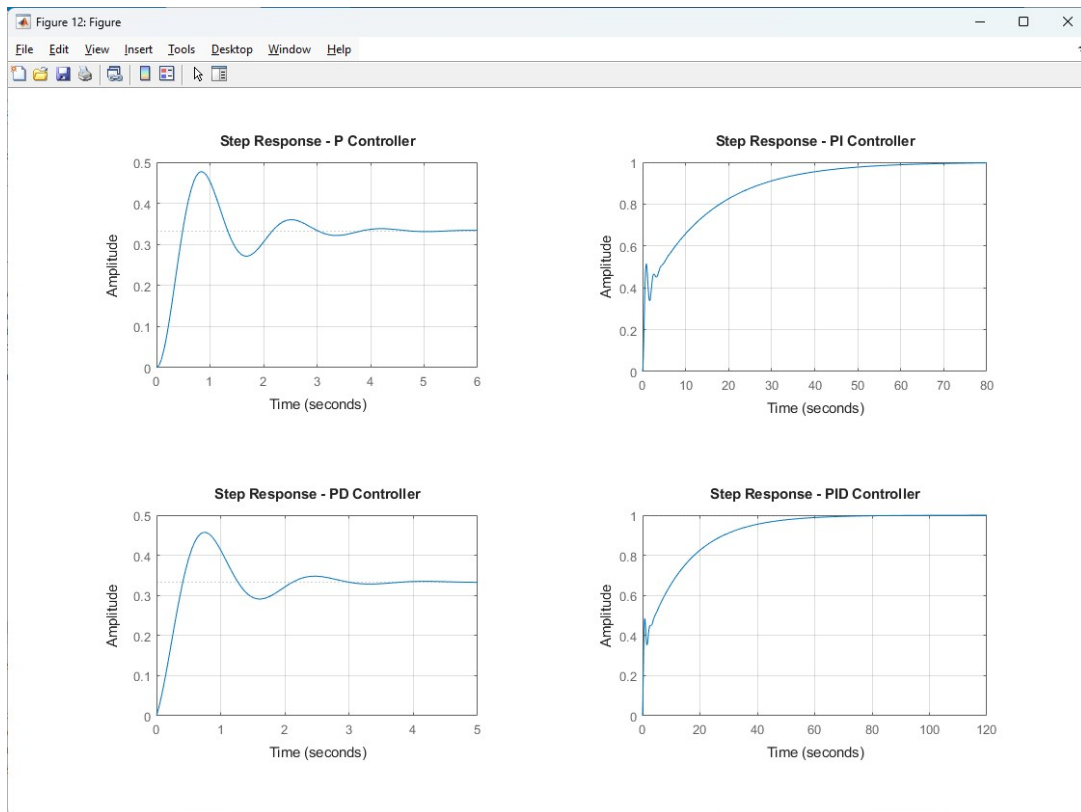 Figure 12: Figure
File Edit View Insert Tools Desktop Window Help
Step Response - P Controller
Amplitude
0.5
0.4
0.3
0.2
0.1
0
0 1 2 3 4 5 6
Time (seconds)
Step Response - PI Controller
Amplitude
1
0.8
0.6
0.4
0.2
0
0 10 20 30 40 50 60 70 80
Time (seconds)
Step Response - PD Controller
Amplitude
0.5
0.4
0.3
0.2
0.1
0
0 1 2 3 4 5
Time (seconds)
Step Response - PID Controller
Amplitude
1
0.8
0.6
0.4
0.2
0
0 20 40 60 80 100 120
Time (seconds)